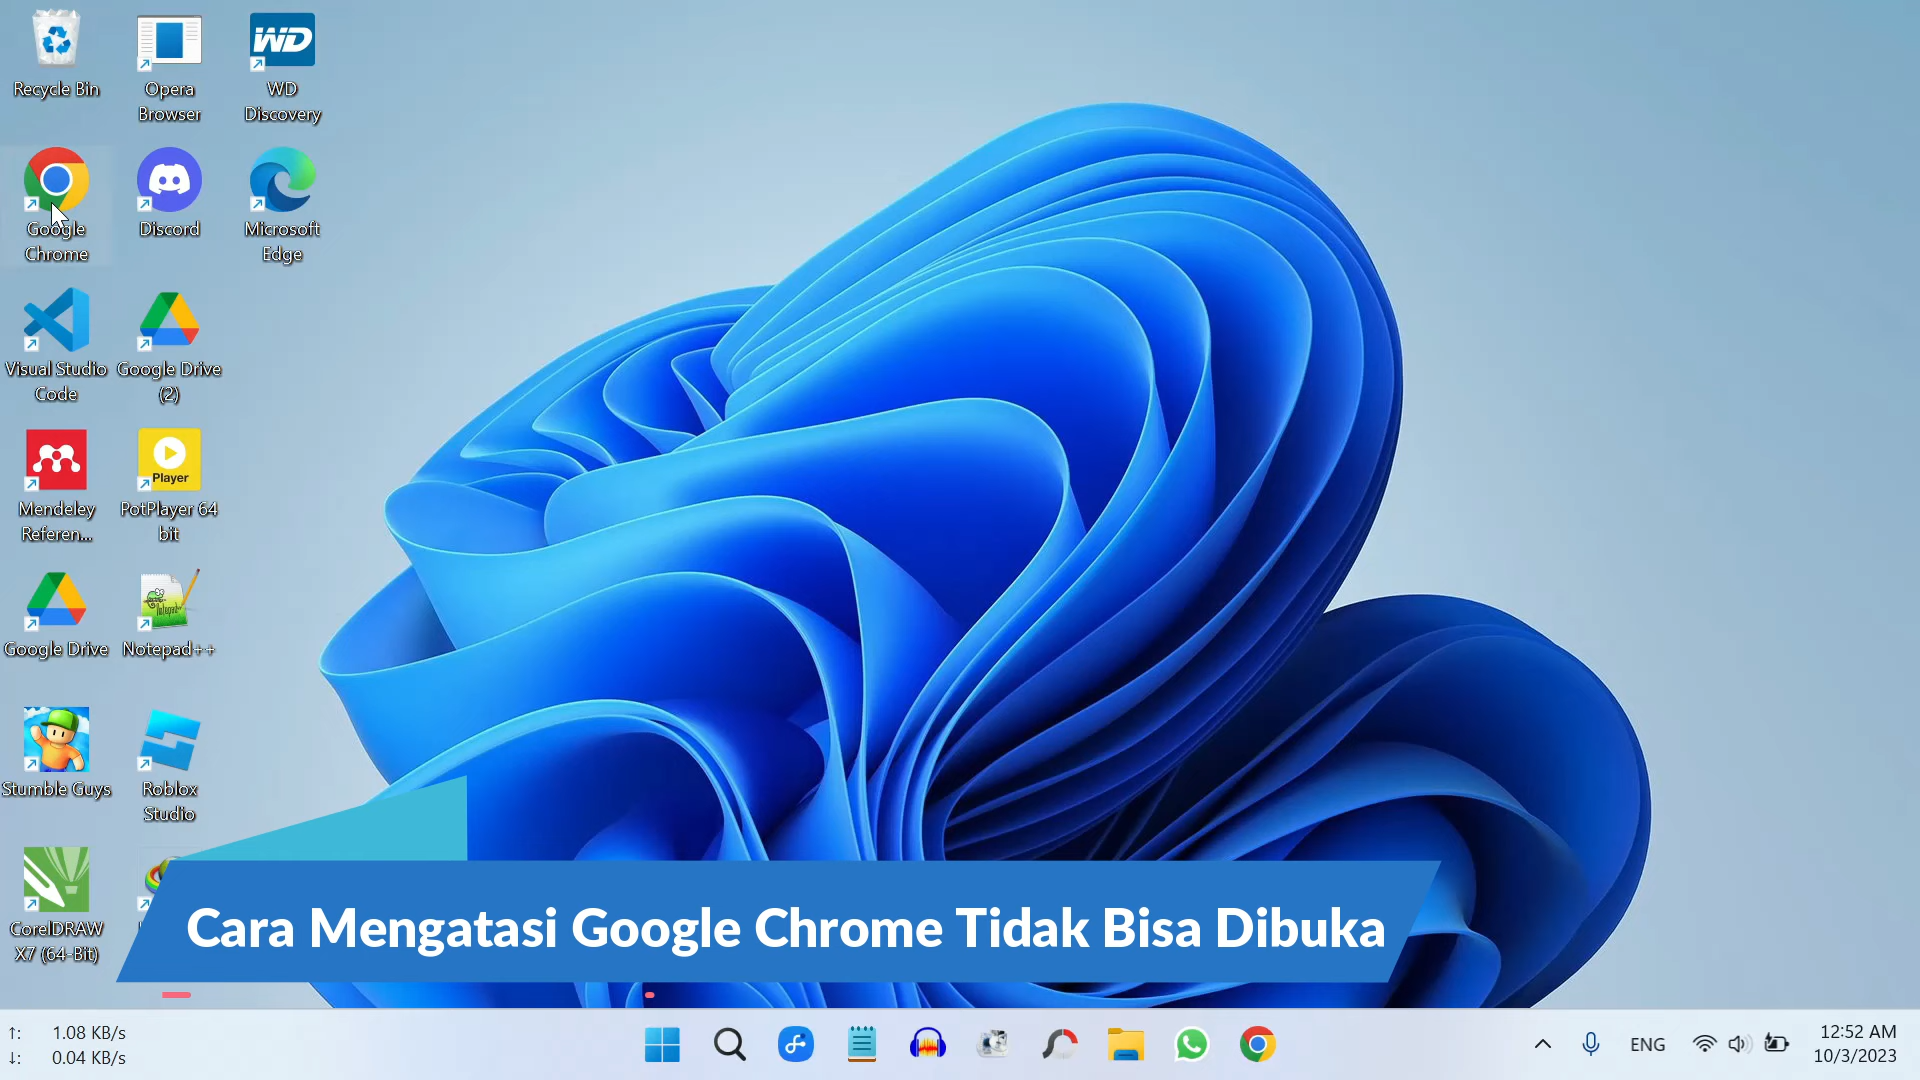 Recycle Bin
Opera
Browser
WD
WD
Discovery
Google
Chrome
Discord
Microsoft
Edge
Visual Studio
Code
Google Drive
(2)
Mendeley
Referen...
Player
PotPlayer 64
bit
Google Drive
Notepad++
Stumble Guys
Roblox
Studio
CorelDRAW
X7 (64-Bit)
Cara Mengatasi Google Chrome Tidak Bisa Dibuka
↑: 1.08 KB/s
↓: 0.04 KB/s
ENG
12:52 AM
10/3/2023